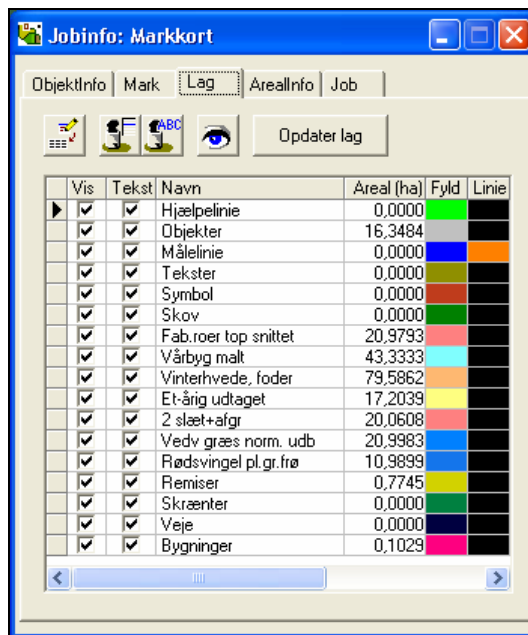 Jobinfo: Markkort
ObjektInfo Mark Lag ArealInfo Job
ABC Opdater lag
Vis Tekst Navn Areal (ha) Fyld Linie
Hjælpelinie 0,0000
Objekter 16,3484
Målelinie 0,0000
Tekster 0,0000
Symbol 0,0000
Skov 0,0000
Fab.roer top snittet 20,9793
Vårbyg malt 43,3333
Vinterhvede, foder 79,5862
Et-årig udtaget 17,2039
2 slæt+afgr 20,0608
Vedv græs norm. udb 20,9983
Rødsvingel pl.gr.frø 10,9899
Remiser 0,7745
Skrænter 0,0000
Veje 0,0000
Bygninger 0,1029